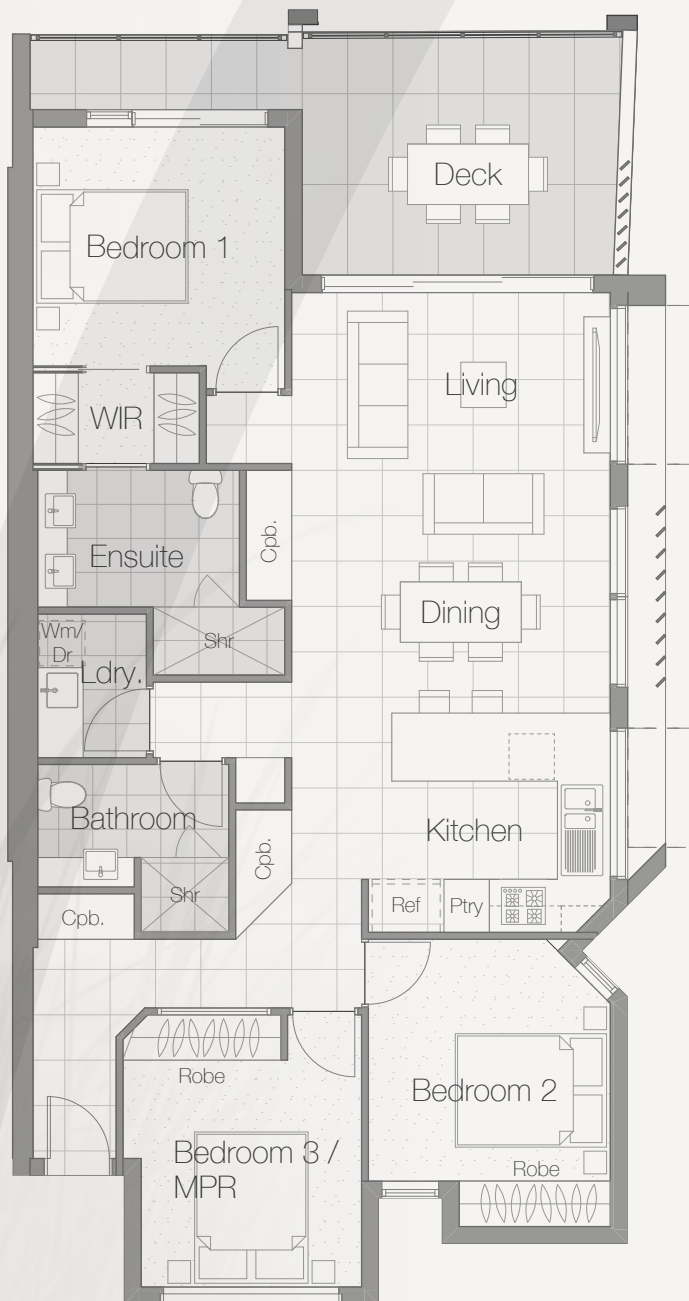 Deck
Bedroom 1
Living
WIR
Cpb.
Ensuite
Dining
Wm/
Dr
Shr
Ldry.
Bathroom
Kitchen
Cpb.
Shr
Ref
Ptry
Cpb.
Robe
Bedroom 2
Bedroom 3 /
MPR
Robe